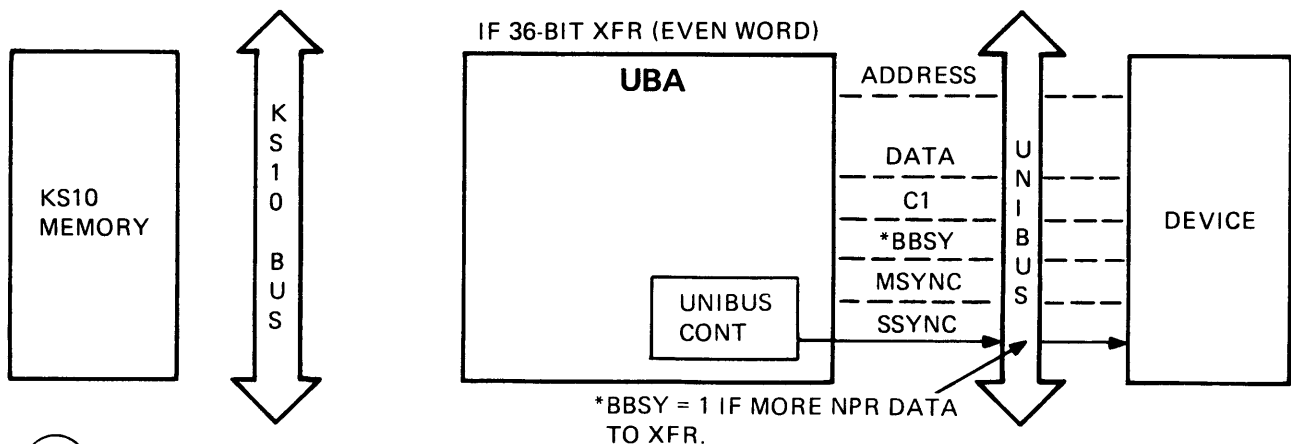 IF 36-BIT XFR (EVEN WORD)
KS10
MEMORY
KS10 BUS
UBA
UNIBUS
CONT
ADDRESS
DATA
C1
*BBSY
MSYNC
SSYNC
UNIBUS
DEVICE
*BBSY = 1 IF MORE NPR DATA
TO XFR.